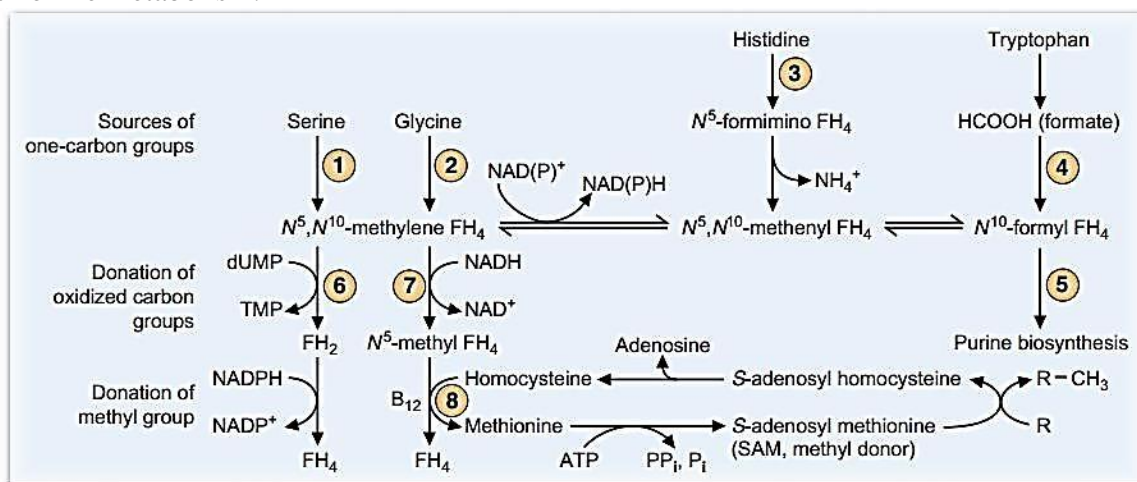 Histidine
Tryptophan
3
Sources of
one-carbon groups
Serine
Glycine
N⁵-formimino FH₄
HCOOH (formate)
1
2
NAD(P)⁺
NAD(P)H
NH₄⁺
4
N⁵,N¹⁰-methylene FH₄
N⁵,N¹⁰-methenyl FH₄
N¹⁰-formyl FH₄
Donation of
oxidized carbon
groups
dUMP
6
TMP
7
NADH
NAD⁺
5
FH₂
N⁵-methyl FH₄
Adenosine
Purine biosynthesis
Donation of
methyl group
NADPH
NADP⁺
B₁₂
8
Homocysteine
S-adenosyl homocysteine
R–CH₃
Methionine
S-adenosyl methionine
(SAM, methyl donor)
R
FH₄
FH₄
ATP
PPᵢ, Pᵢ